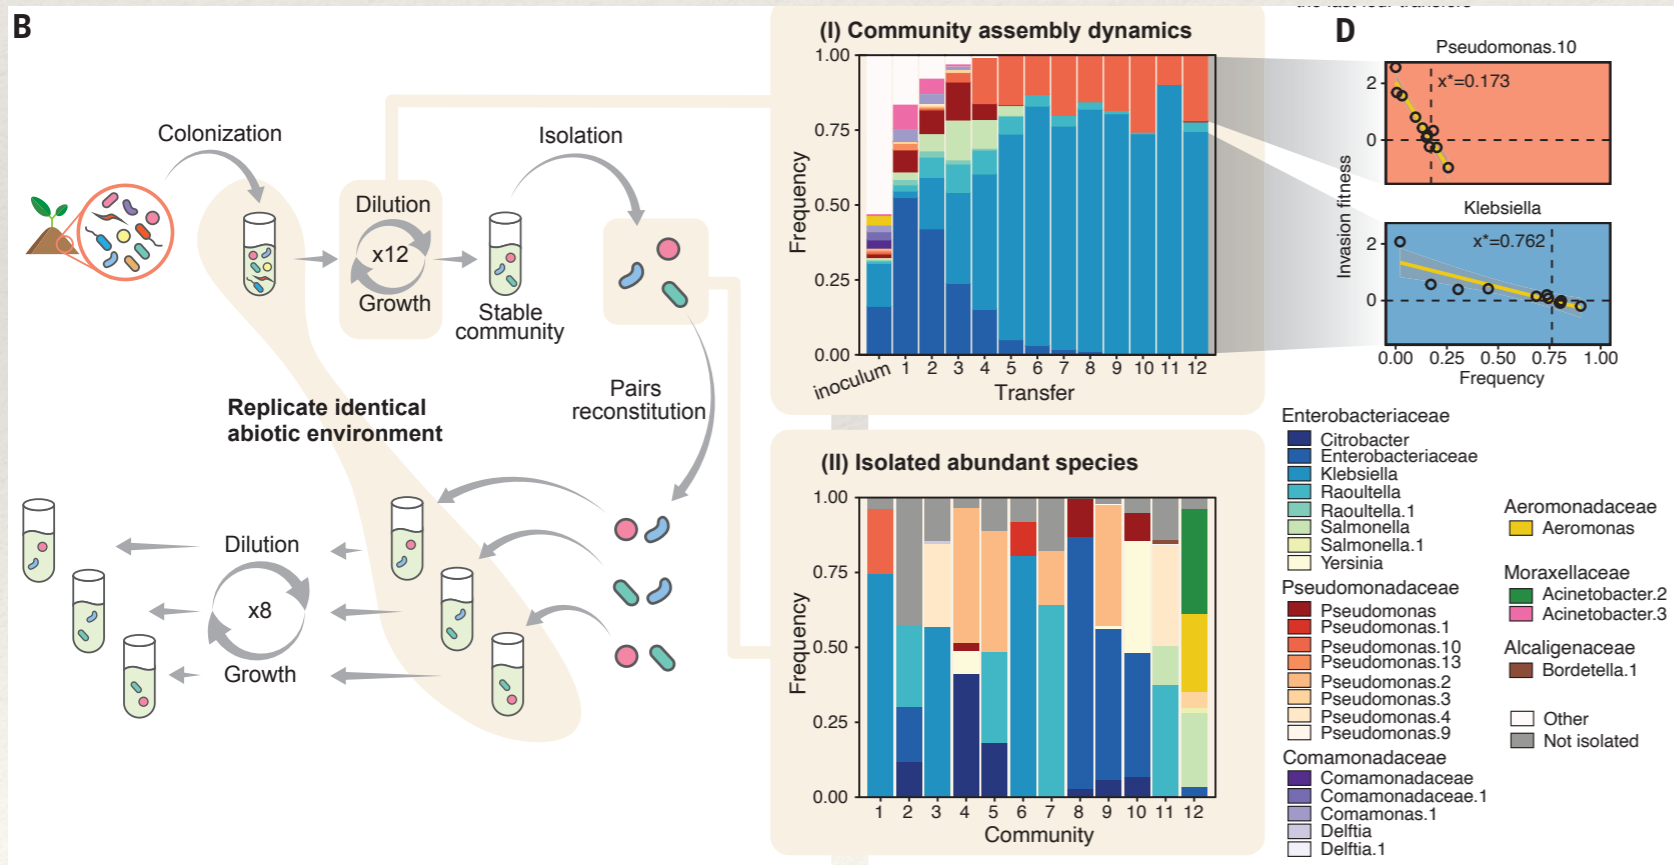 B
Colonization
Isolation
Dilution
x12
Growth
Stable
community
Pairs
reconstitution
Replicate identical
abiotic environment
Dilution
x8
Growth
(I) Community assembly dynamics
1.00
0.75
0.50
0.25
0.00
Frequency
inoculum 1 2 3 4 5 6 7 8 9 10 11 12
Transfer
(II) Isolated abundant species
1.00
0.75
0.50
0.25
0.00
Frequency
1 2 3 4 5 6 7 8 9 10 11 12
Community
the last four transfers
D
Pseudomonas.10
2
0
x*=0.173
Invasion fitness
Klebsiella
2
0
x*=0.762
0.00 0.25 0.50 0.75 1.00
Frequency
Enterobacteriaceae
Citrobacter
Enterobacteriaceae
Klebsiella
Raoultella
Raoultella.1
Salmonella
Salmonella.1
Yersinia
Pseudomonadaceae
Pseudomonas
Pseudomonas.1
Pseudomonas.10
Pseudomonas.13
Pseudomonas.2
Pseudomonas.3
Pseudomonas.4
Pseudomonas.9
Comamonadaceae
Comamonadaceae
Comamonadaceae.1
Comamonas.1
Delftia
Delftia.1
Aeromonadaceae
Aeromonas
Moraxellaceae
Acinetobacter.2
Acinetobacter.3
Alcaligenaceae
Bordetella.1
Other
Not isolated